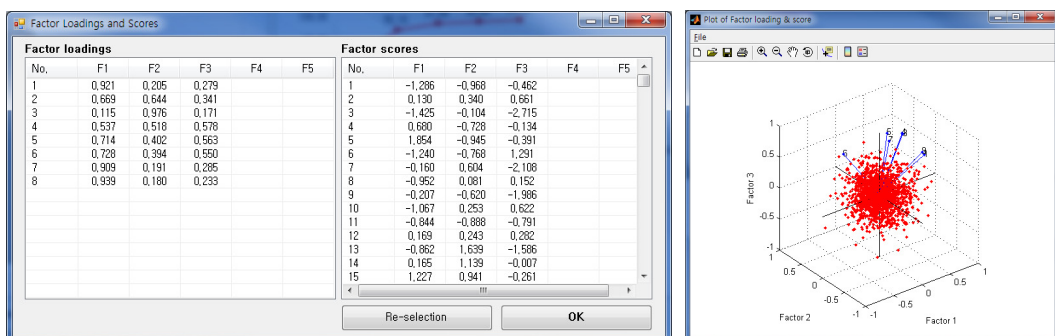 Factor Loadings and Scores
Factor loadings
No, F1 F2 F3 F4 F5
1 0,921 0,205 0,279
2 0,669 0,644 0,341
3 0,115 0,976 0,171
4 0,537 0,518 0,578
5 0,714 0,402 0,563
6 0,728 0,394 0,550
7 0,909 0,191 0,285
8 0,939 0,180 0,233
Factor scores
No, F1 F2 F3 F4 F5
1 -1,286 -0,968 -0,462
2 0,130 0,340 0,661
3 -1,425 -0,104 -2,715
4 0,680 -0,728 -0,134
5 1,854 -0,945 -0,391
6 -1,240 -0,768 1,291
7 -0,160 0,604 -2,108
8 -0,952 0,081 0,152
9 -0,207 -0,620 -1,986
10 -1,067 0,253 0,622
11 -0,844 -0,888 -0,791
12 0,169 0,243 0,282
13 -0,862 1,639 -1,586
14 0,165 1,139 -0,007
15 1,227 0,941 -0,261
Re-selection OK
Plot of Factor loading & score
File
1
0.5
0
-0.5
-1
Factor 3
1
0.5
0
-0.5
-1
Factor 2
-1
-0.5
0
0.5
1
Factor 1